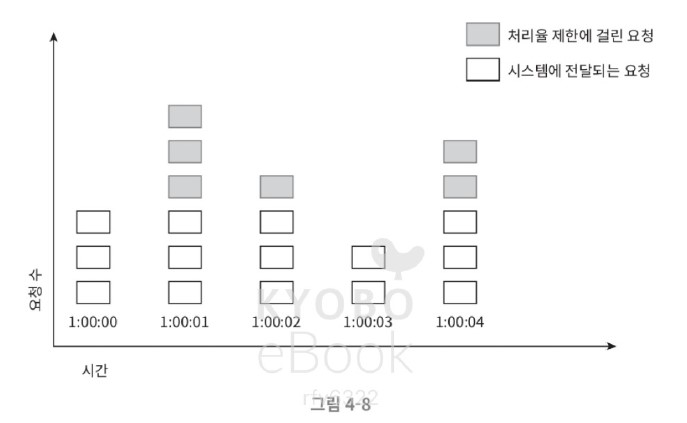 처리율 제한에 걸린 요청
시스템에 전달되는 요청
요청 수
1:00:00 1:00:01 1:00:02 1:00:03 1:00:04
시간
KYOBO
eBook
그림 4-8